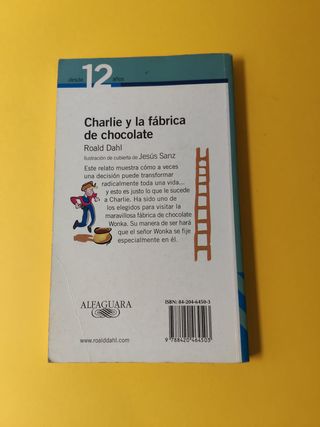 desde 12 años
Charlie y la fábrica
de chocolate
Roald Dahl
Ilustración de cubierta de Jesús Sanz
Este relato muestra cómo a veces
una decisión puede transformar
radicalmente toda una vida...
y esto es justo lo que le sucede
a Charlie. Ha sido uno de
los elegidos para visitar la
maravillosa fábrica de chocolate
Wonka. Su manera de ser hará
que el señor Wonka se fije
especialmente en él.
ALFAGUARA
www.roalddahl.com
ISBN: 84-204-6450-3
9 788420 464503